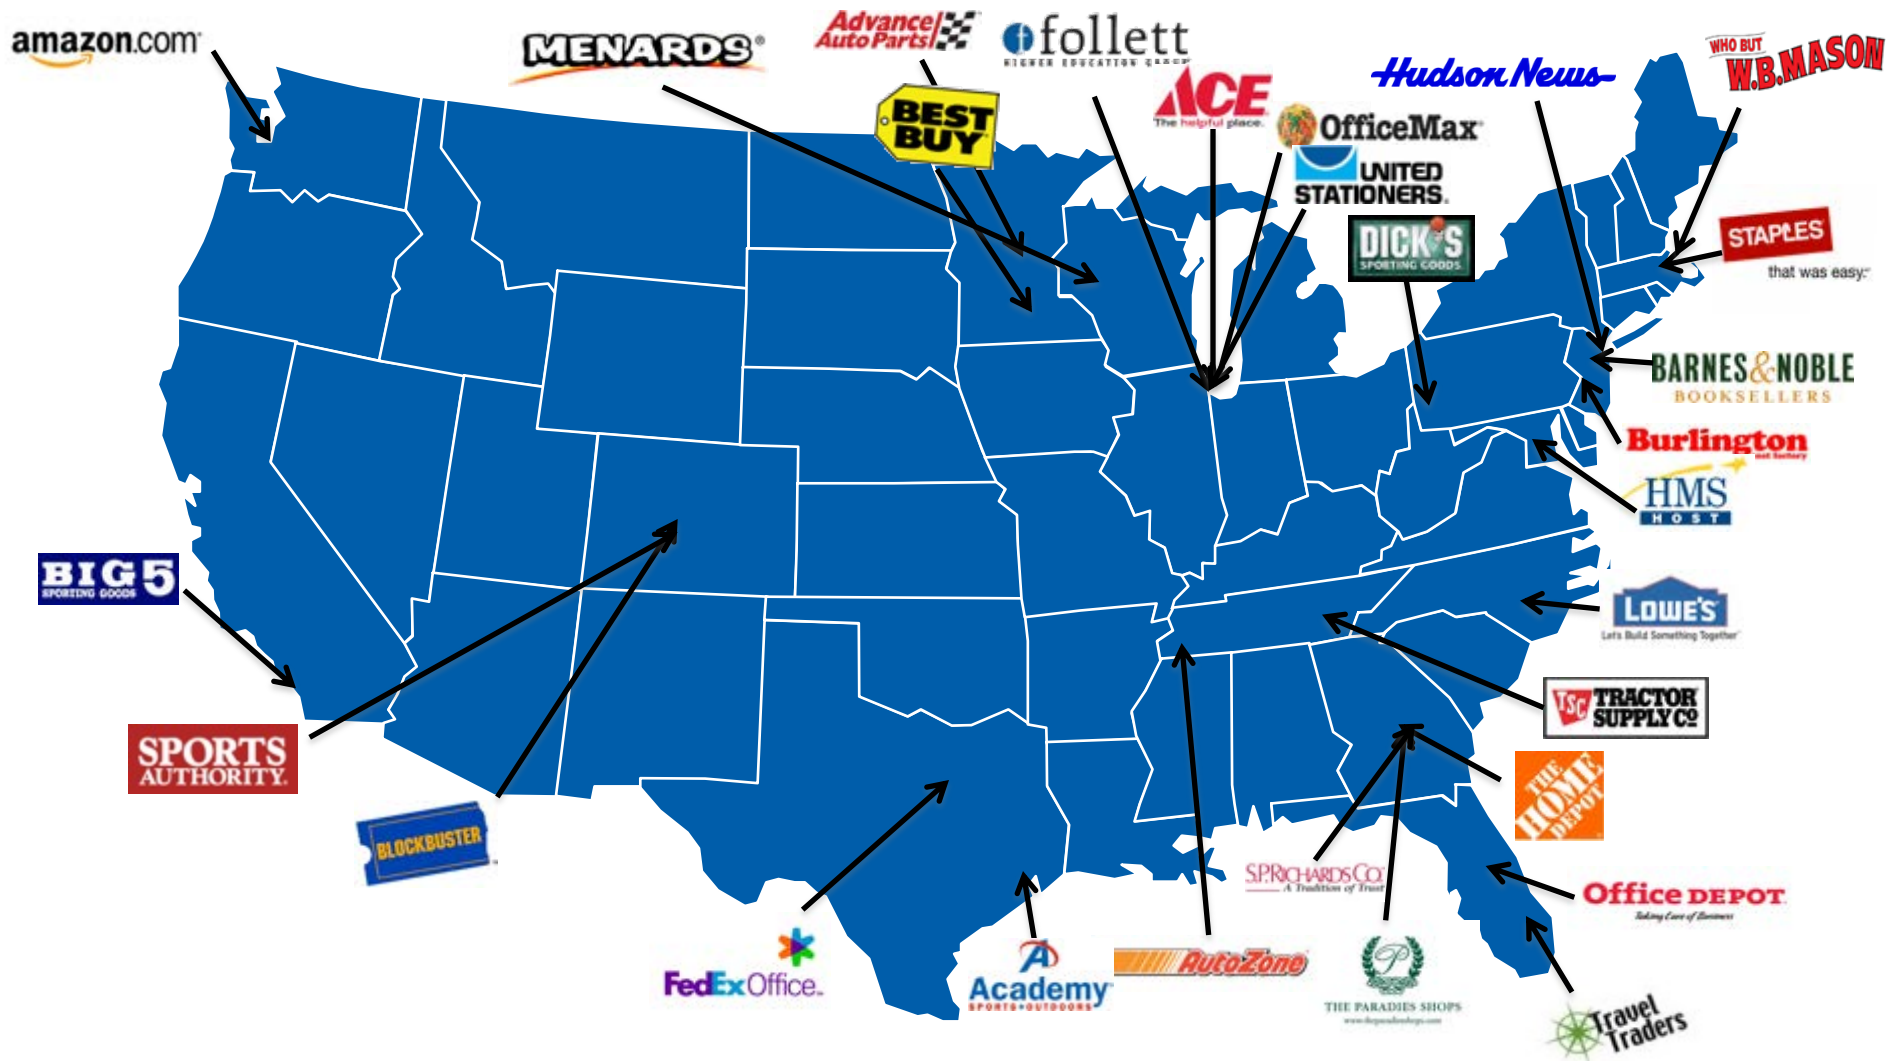 amazon.com
MENARDS
Advance
Auto Parts
follett
HIGHER EDUCATION GROUP
BEST
BUY
ACE
The helpful place.
OfficeMax
UNITED
STATIONERS
Hudson News
WHO BUT
W.B.MASON
DICK'S
SPORTING GOODS
STAPLES
that was easy.
BARNES&NOBLE
BOOKSELLERS
Burlington
HMS
HOST
BIG 5
SPORTING GOODS
LOWE'S
Let's Build Something Together
TSC
TRACTOR
SUPPLY CO
SPORTS
AUTHORITY.
THE
HOME
DEPOT
BLOCKBUSTER
S.P.RICHARDS CO.
A Tradition of Trust
Office DEPOT
Taking Care of Business
FedEx Office
Academy
SPORTS+OUTDOORS
AutoZone
P
THE PARADIES SHOPS
www.theparadiesshops.com
Travel
Traders